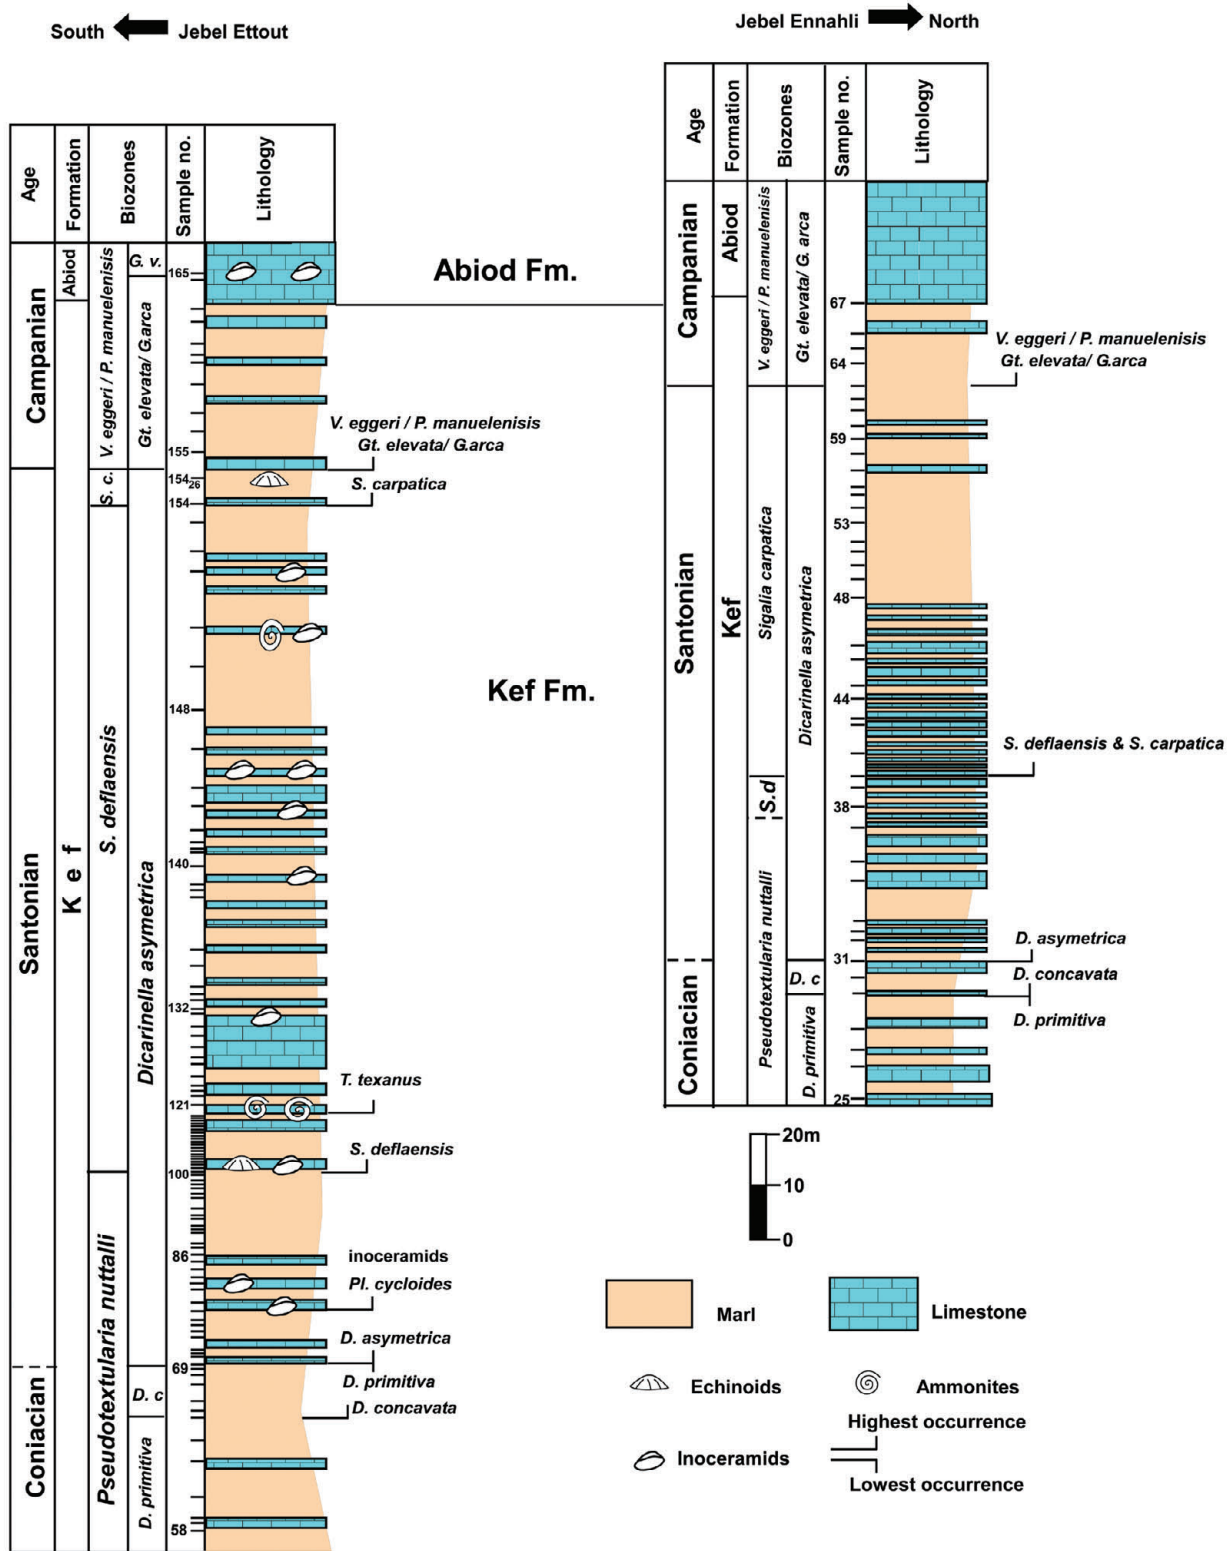 South
Jebel Ettout
Jebel Ennahli
North
Age
Formation
Biozones
Sample no.
Lithology
Campanian
Santonian
Coniacian
Abiod
Kef
V. eggeri / P. manuelenisis
S. c.
S. deflaensis
Pseudotextularia nuttalli
G. v.
Gt. elevata/ G.arca
Dicarinella asymetrica
D. c
D. primitiva
165
155
154 26
154
148
140
132
121
100
86
69
58
V. eggeri / P. manuelenisis
Gt. elevata/ G.arca
S. carpatica
T. texanus
S. deflaensis
inoceramids
Pl. cycloides
D. asymetrica
D. primitiva
D. concavata
Abiod Fm.
Kef Fm.
Age
Formation
Biozones
Sample no.
Lithology
Campanian
Santonian
Coniacian
Abiod
Kef
V. eggeri / P. manuelenisis
Sigalia carpatica
S.d
Pseudotextularia nuttalli
Gt. elevata/ G. arca
Dicarinella asymetrica
D. c
D. primitiva
67
64
59
53
48
44
38
31
25
V. eggeri / P. manuelenisis
Gt. elevata/ G.arca
S. deflaensis & S. carpatica
D. asymetrica
D. concavata
D. primitiva
20m
10
0
Marl
Limestone
Echinoids
Ammonites
Inoceramids
Highest occurrence
Lowest occurrence